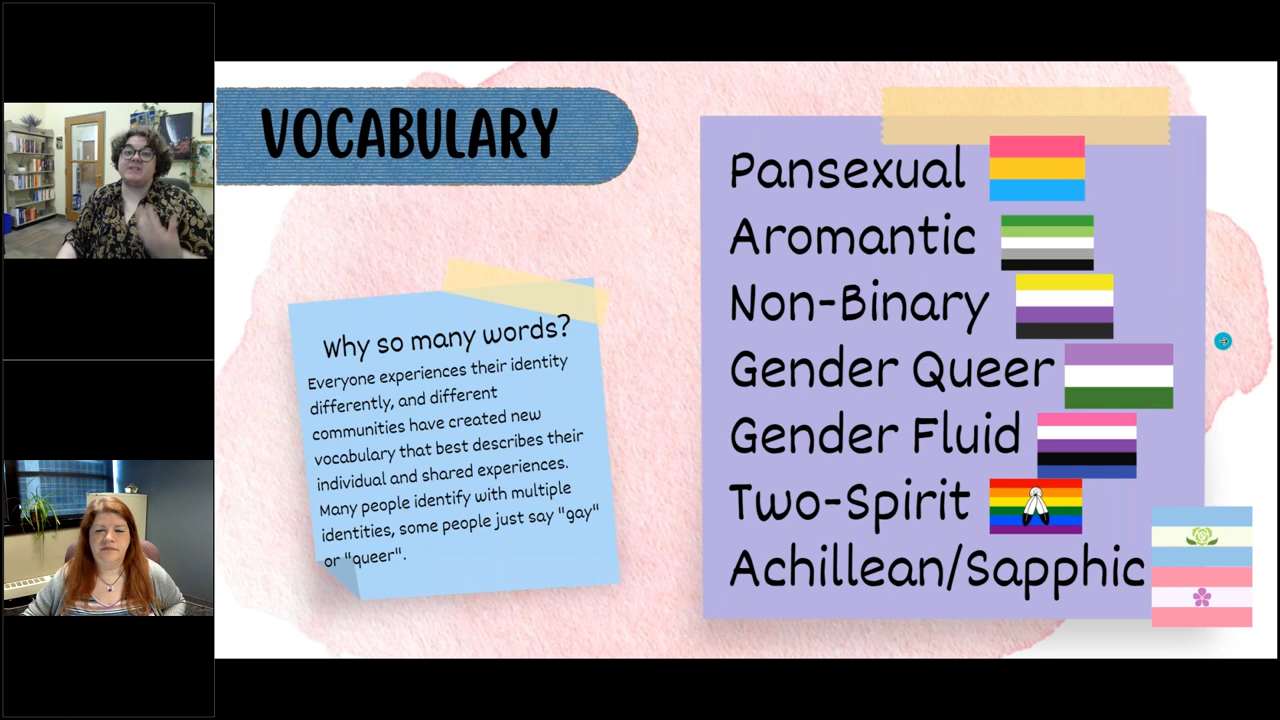 VOCABULARY
Why so many words?
Everyone experiences their identity
differently, and different
communities have created new
vocabulary that best describes their
individual and shared experiences.
Many people identify with multiple
identities, some people just say "gay"
or "queer".
Pansexual
Aromantic
Non-Binary
Gender Queer
Gender Fluid
Two-Spirit
Achillean/Sapphic